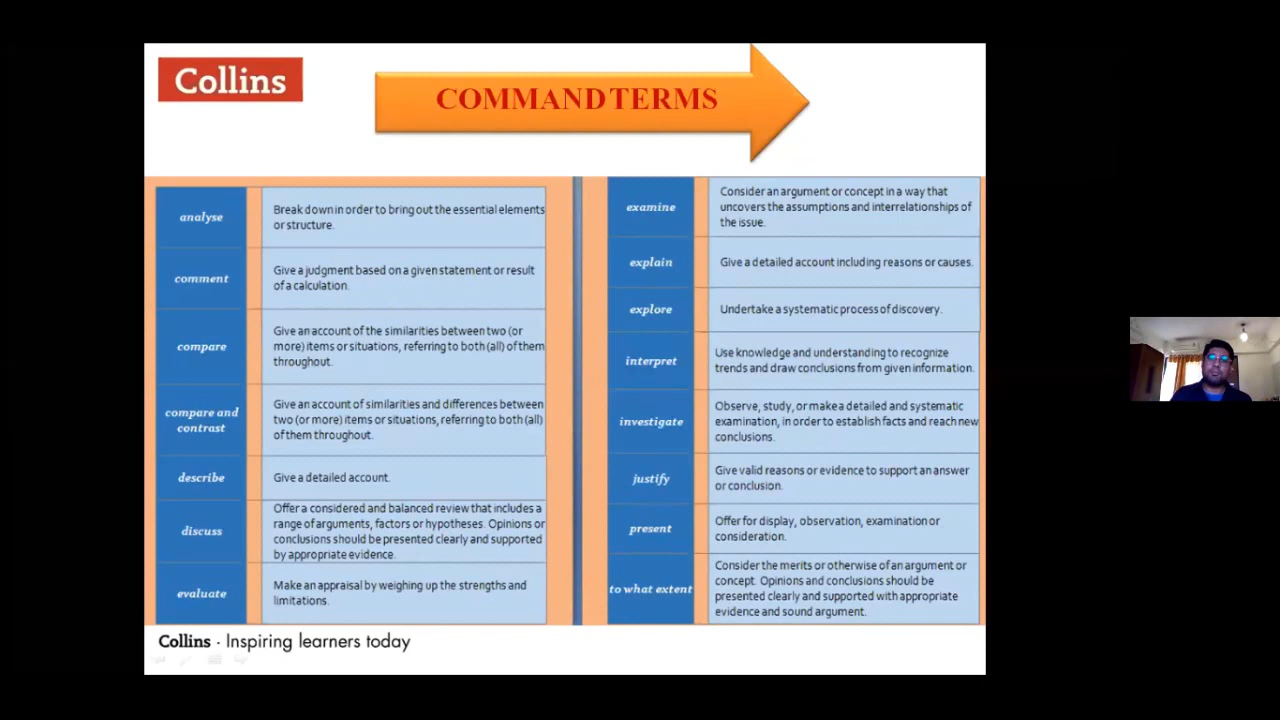 Collins
COMMAND TERMS
analyse
Break down in order to bring out the essential elements
or structure.
comment
Give a judgment based on a given statement or result
of a calculation.
compare
Give an account of the similarities between two (or
more) items or situations, referring to both (all) of them
throughout.
compare and
contrast
Give an account of similarities and differences between
two (or more) items or situations, referring to both (all)
of them throughout.
describe
Give a detailed account.
discuss
Offer a considered and balanced review that includes a
range of arguments, factors or hypotheses. Opinions or
conclusions should be presented clearly and supported
by appropriate evidence.
evaluate
Make an appraisal by weighing up the strengths and
limitations.
examine
Consider an argument or concept in a way that
uncovers the assumptions and interrelationships of
the issue.
explain
Give a detailed account including reasons or causes.
explore
Undertake a systematic process of discovery.
interpret
Use knowledge and understanding to recognize
trends and draw conclusions from given information.
investigate
Observe, study, or make a detailed and systematic
examination, in order to establish facts and reach new
conclusions.
justify
Give valid reasons or evidence to support an answer
or conclusion.
present
Offer for display, observation, examination or
consideration.
to what extent
Consider the merits or otherwise of an argument or
concept. Opinions and conclusions should be
presented clearly and supported with appropriate
evidence and sound argument.
Collins · Inspiring learners today